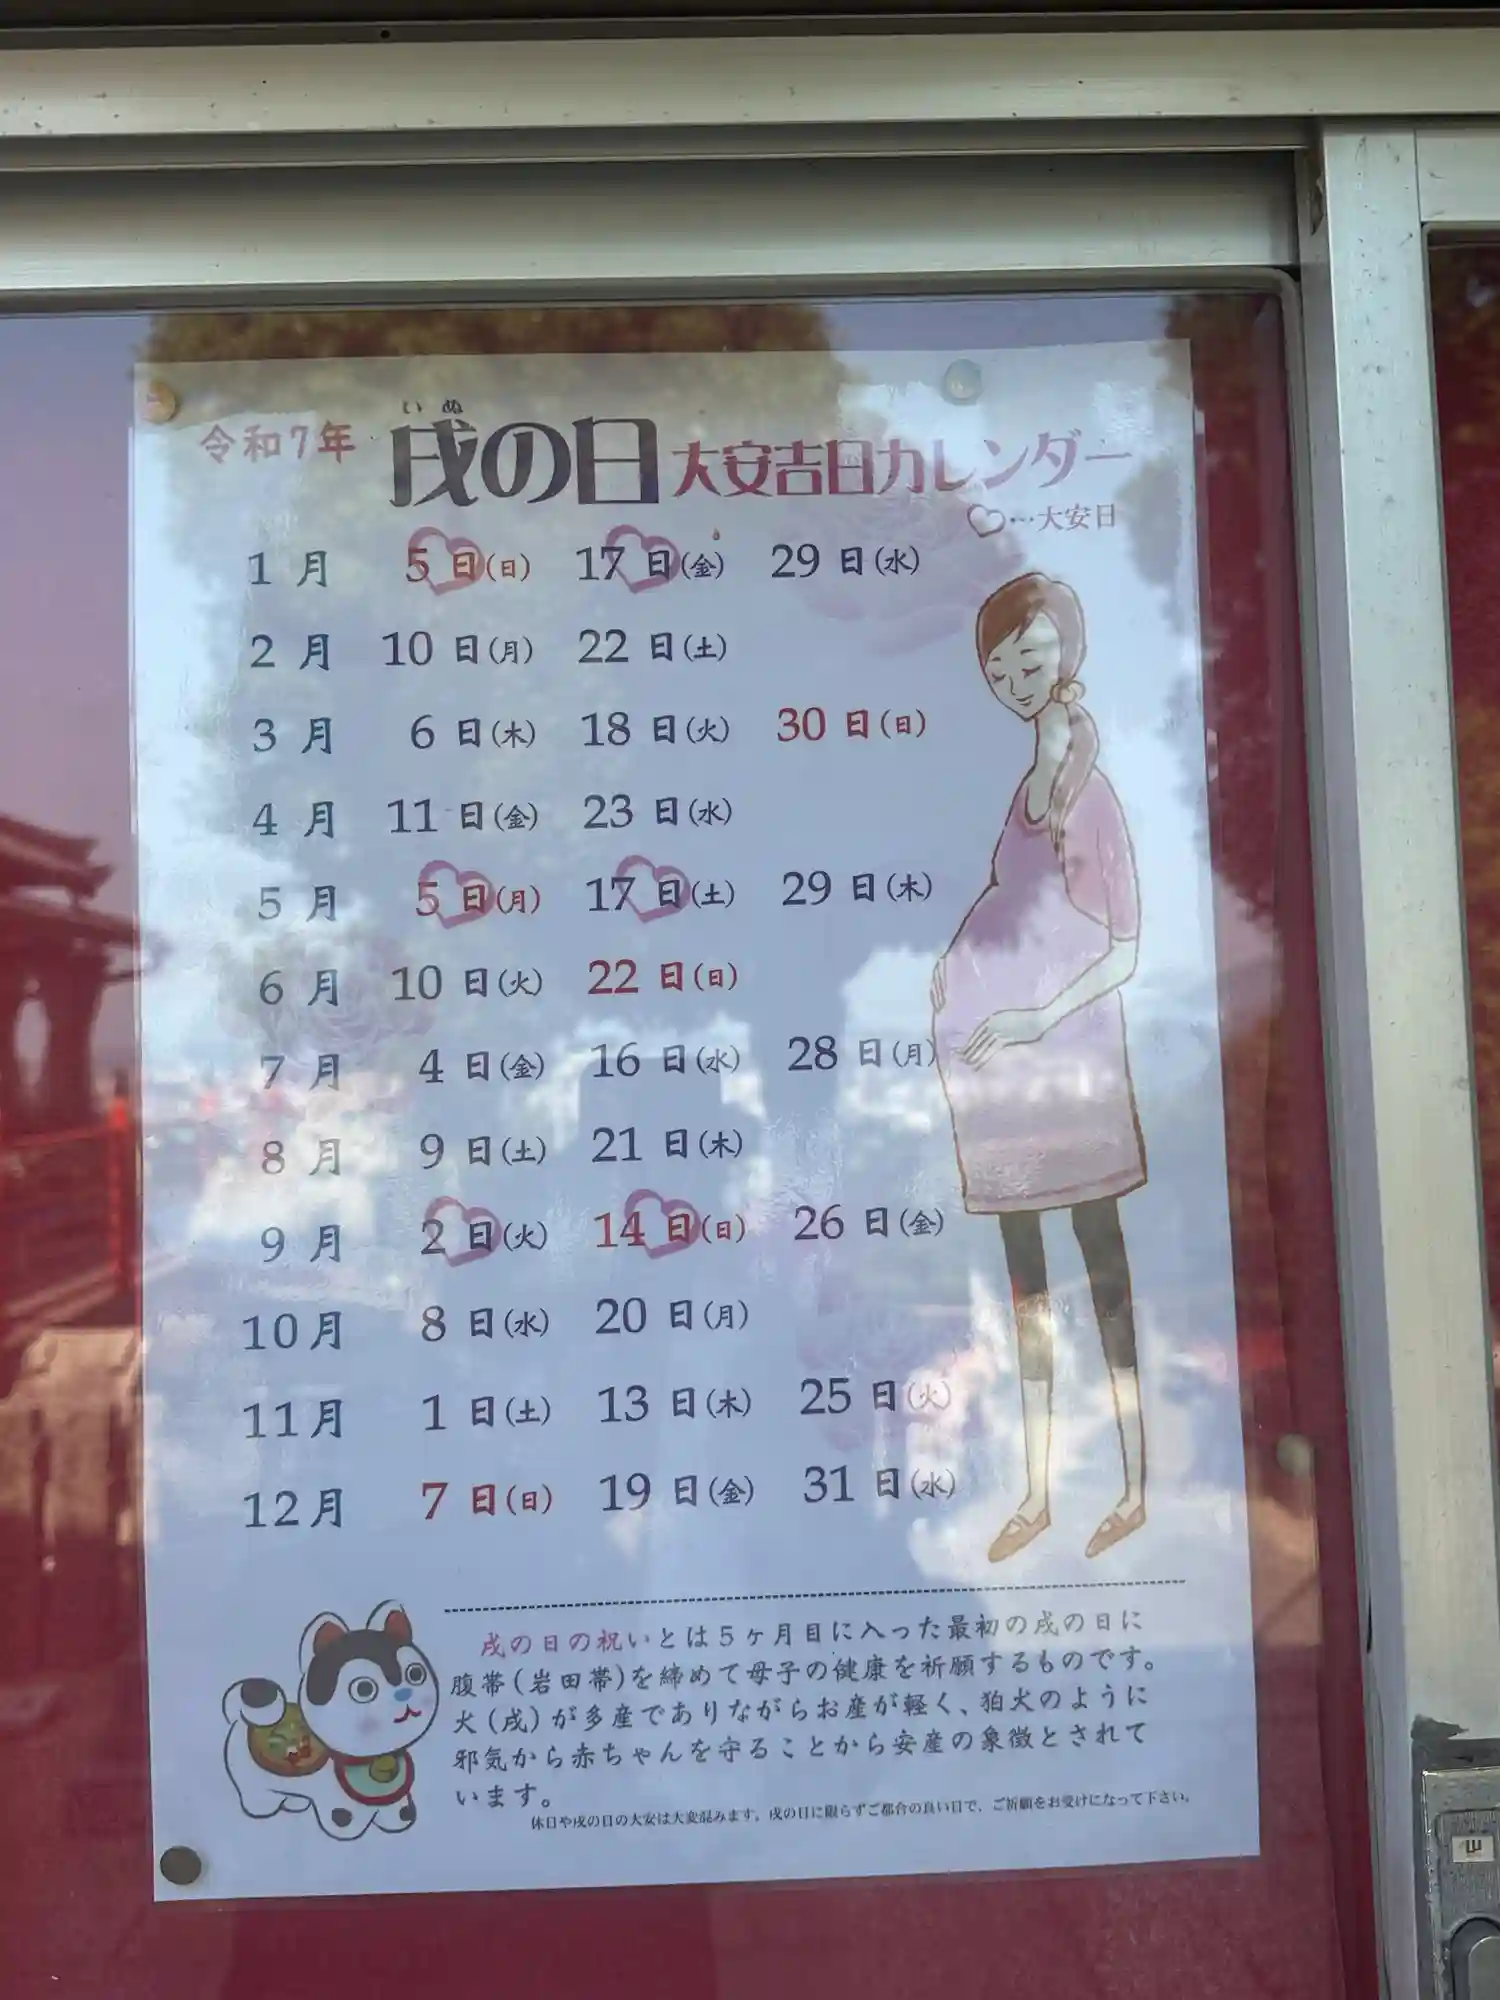 令和7年 戌の日 大安吉日カレンダー
いぬ
♡…大安日
1月 5日(日) 17日(金) 29日(水)
2月 10日(月) 22日(土)
3月 6日(木) 18日(火) 30日(日)
4月 11日(金) 23日(水)
5月 5日(月) 17日(土) 29日(木)
6月 10日(火) 22日(日)
7月 4日(金) 16日(水) 28日(月)
8月 9日(土) 21日(木)
9月 2日(火) 14日(日) 26日(金)
10月 8日(水) 20日(月)
11月 1日(土) 13日(木) 25日(火)
12月 7日(日) 19日(金) 31日(水)
戌の日の祝いとは5ヶ月目に入った最初の戌の日に
腹帯(岩田帯)を締めて母子の健康を祈願するものです。
犬(戌)が多産でありながらお産が軽く、狛犬のように
邪気から赤ちゃんを守ることから安産の象徴とされて
います。
休日や戌の日の大安は大変混みます。戌の日に限らずご都合の良い日で、ご祈願をお受けになって下さい。